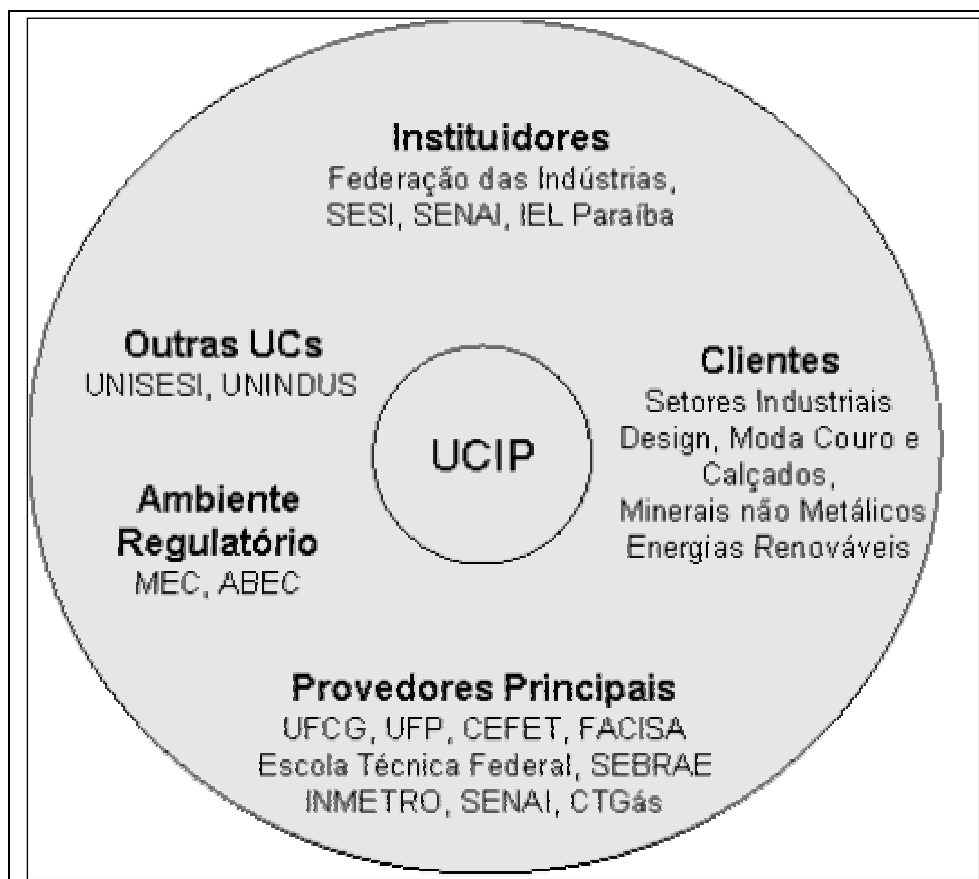 Instituidores
Federação das Indústrias,
SESI, SENAI, IEL Paraíba
Outras UCs
UNISESI, UNINDUS
Clientes
Setores Industriais
Design, Moda Couro e
Calçados,
Minerais não Metálicos
Energias Renováveis
UCIP
Ambiente
Regulatório
MEC, ABEC
Provedores Principais
UFCG, UFP, CEFET, FACISA
Escola Técnica Federal, SEBRAE
INMETRO, SENAI, CTGás